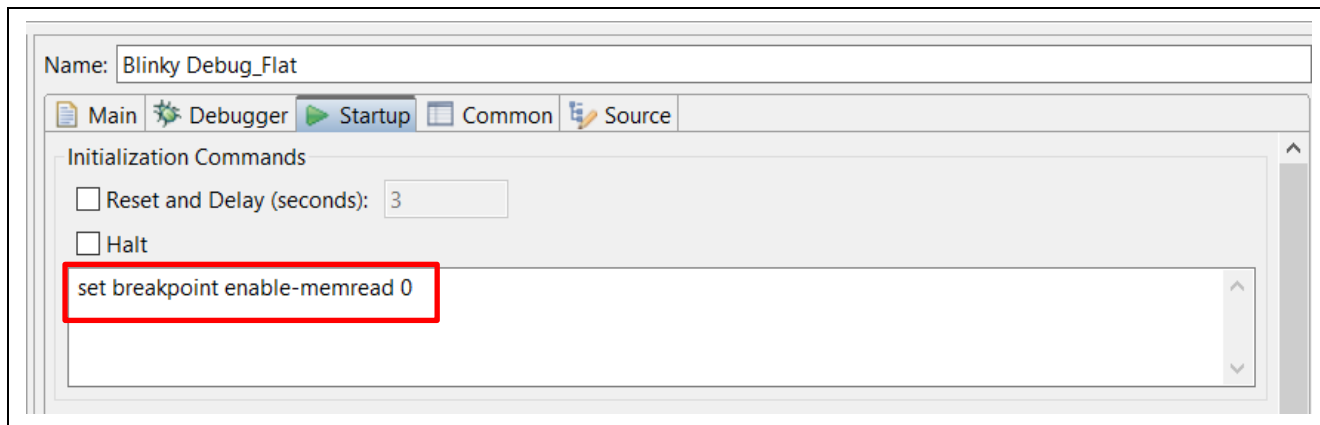 Name: Blinky Debug_Flat
Main Debugger Startup Common Source
Initialization Commands
Reset and Delay (seconds): 3
Halt
set breakpoint enable-memread 0